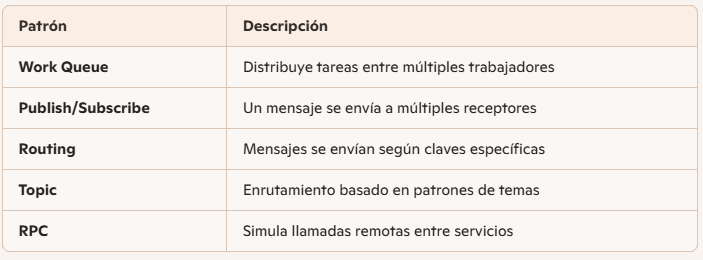 Patrón Descripción
Work Queue Distribuye tareas entre múltiples trabajadores
Publish/Subscribe Un mensaje se envía a múltiples receptores
Routing Mensajes se envían según claves específicas
Topic Enrutamiento basado en patrones de temas
RPC Simula llamadas remotas entre servicios